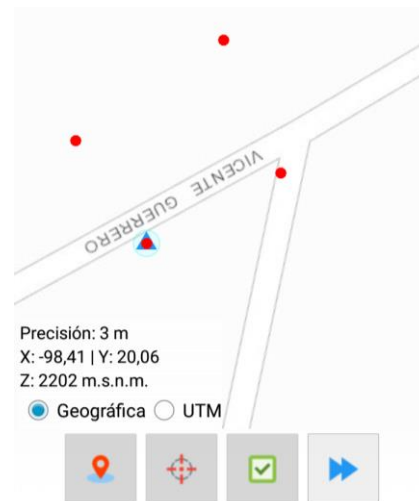 VICENTE GUERRERO
Precisión: 3 m
X: -98,41 | Y: 20,06
Z: 2202 m.s.n.m.
Geográfica UTM